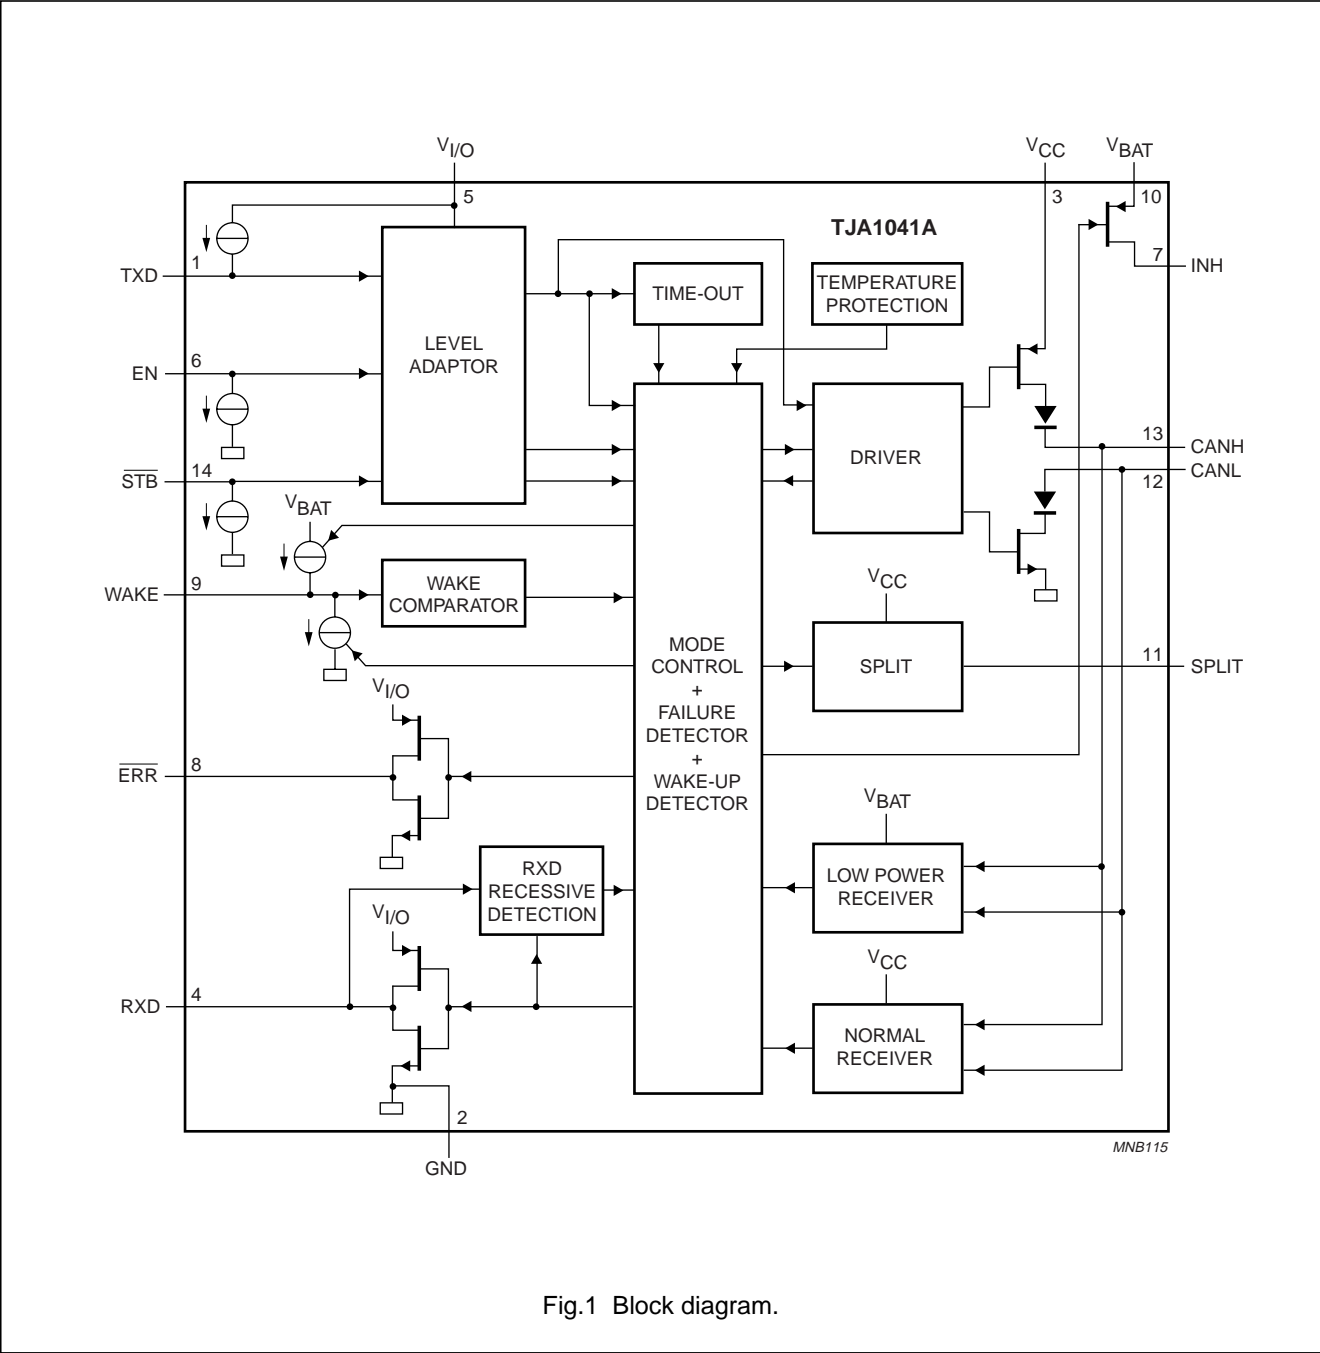 VI/O
VCC
VBAT
5
3
10
TJA1041A
1
TXD
7
INH
TIME-OUT
TEMPERATURE
PROTECTION
LEVEL
ADAPTOR
6
EN
13
CANH
14
STB
DRIVER
CANL
12
VBAT
9
WAKE
WAKE
COMPARATOR
VCC
MODE
CONTROL
+
FAILURE
DETECTOR
+
WAKE-UP
DETECTOR
SPLIT
11
SPLIT
VI/O
8
ERR
VBAT
RXD
RECESSIVE
DETECTION
LOW POWER
RECEIVER
VI/O
VCC
4
RXD
NORMAL
RECEIVER
2
GND
MNB115
Fig.1 Block diagram.